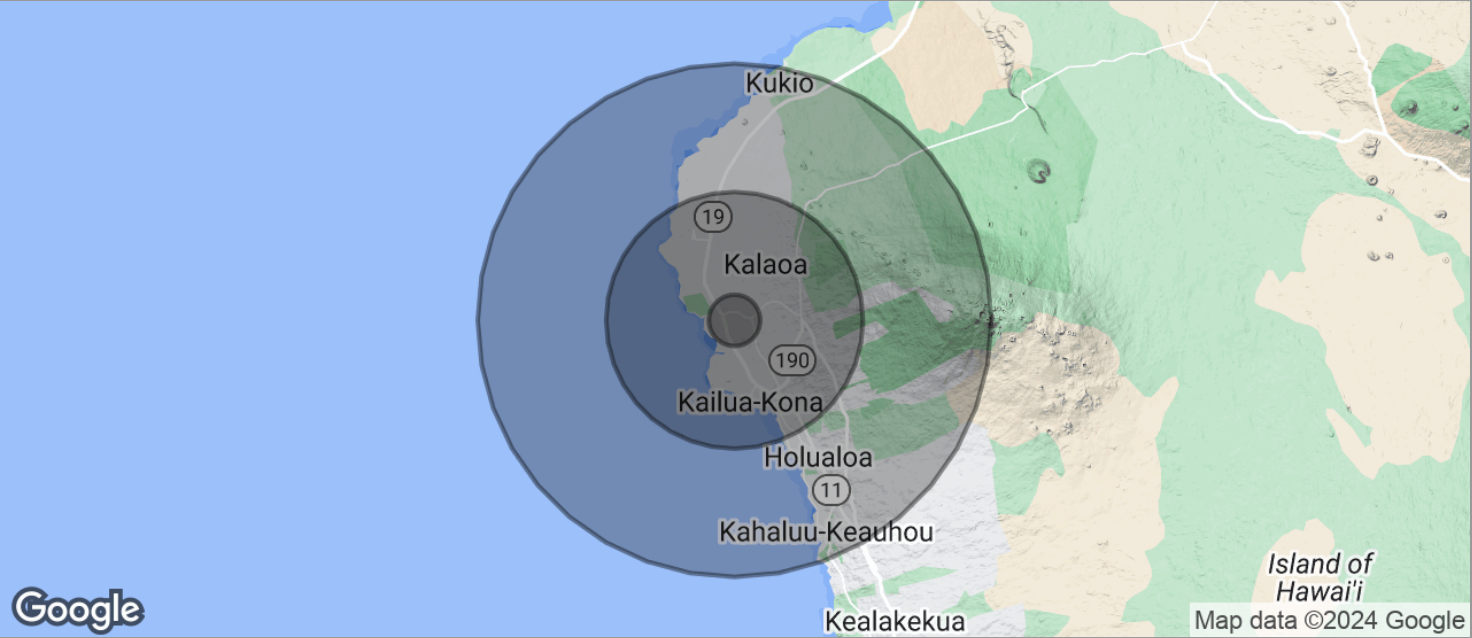 Kukio
19
Kalaoa
190
Kailua-Kona
Holualoa
11
Kahaluu-Keauhou
Island of
Hawai'i
Google
Kealakekua
Map data ©2024 Google